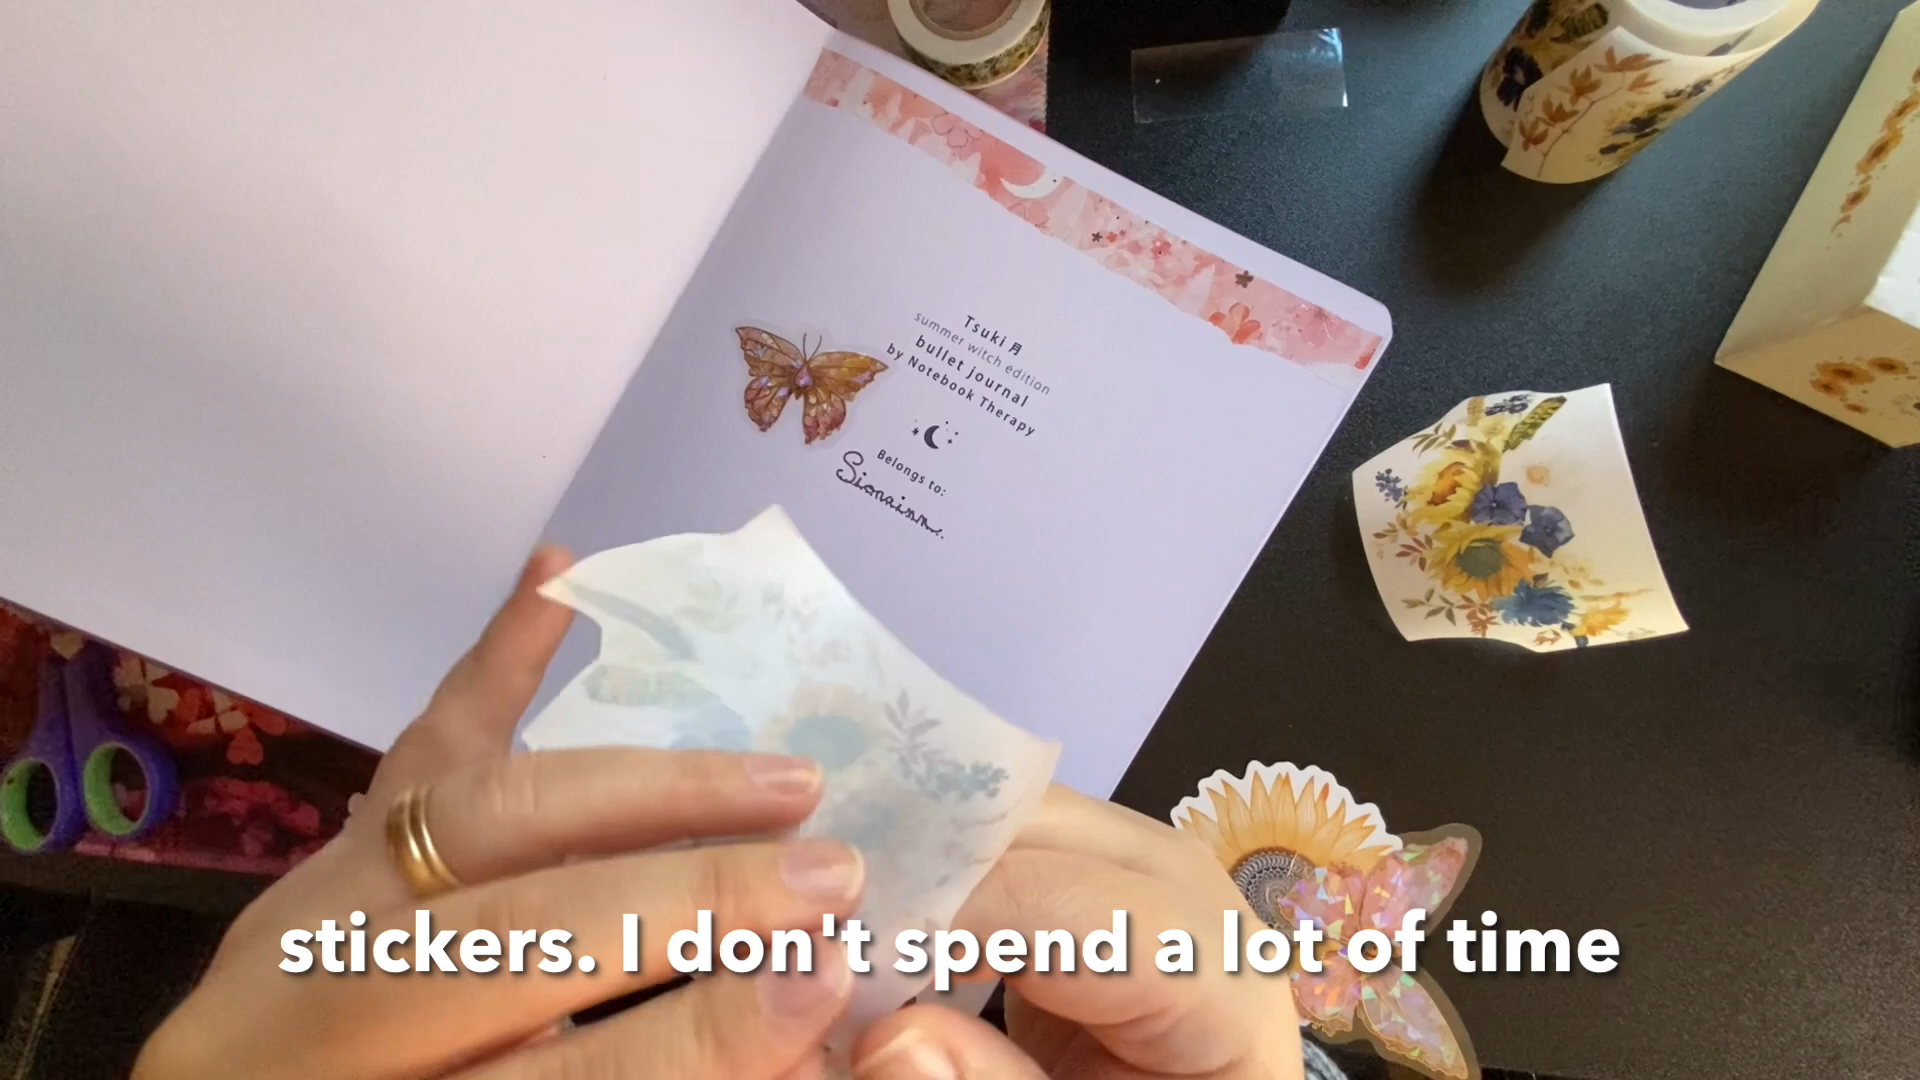 Tsuki 月
summer witch edition
bullet journal
by Notebook Therapy
Belongs to:
stickers. I don't spend a lot of time